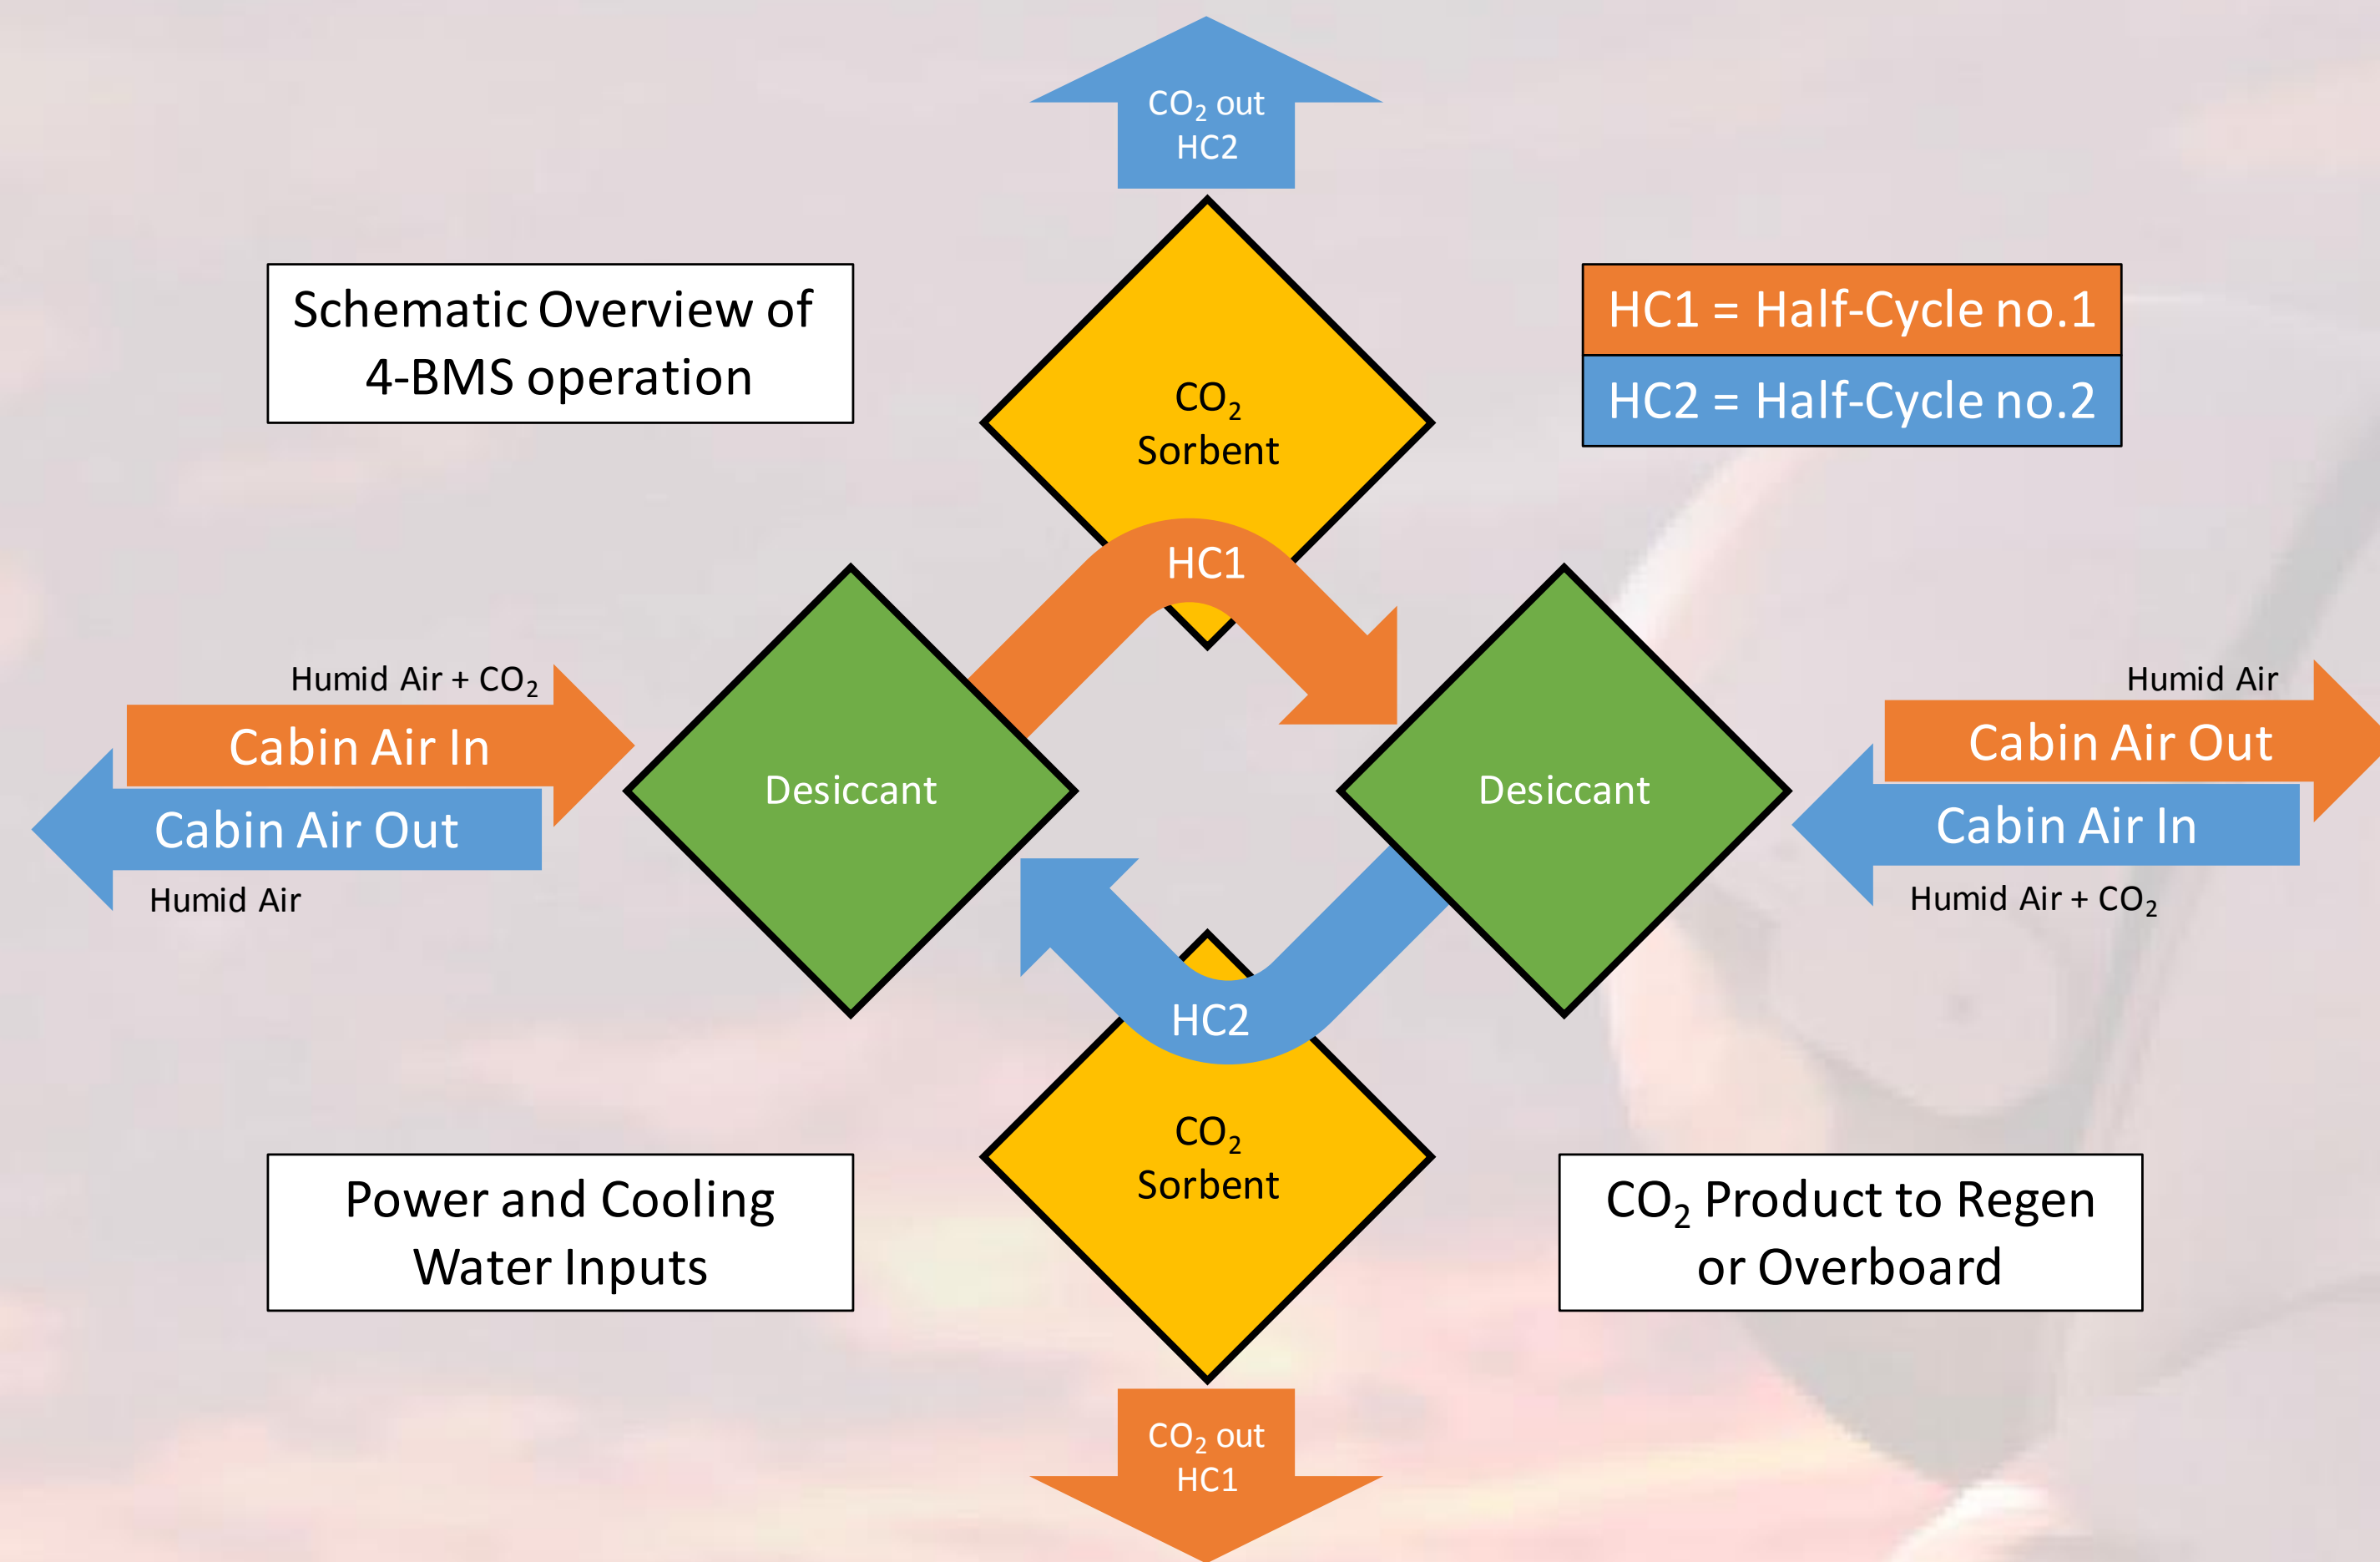 CO₂ out
HC2
Schematic Overview of
4-BMS operation
HC1 = Half-Cycle no.1
HC2 = Half-Cycle no.2
CO₂
Sorbent
HC1
Humid Air + CO₂
Cabin Air In
Cabin Air Out
Humid Air
Desiccant
Desiccant
Humid Air
Cabin Air Out
Cabin Air In
Humid Air + CO₂
HC2
CO₂
Sorbent
Power and Cooling
Water Inputs
CO₂ Product to Regen
or Overboard
CO₂ out
HC1